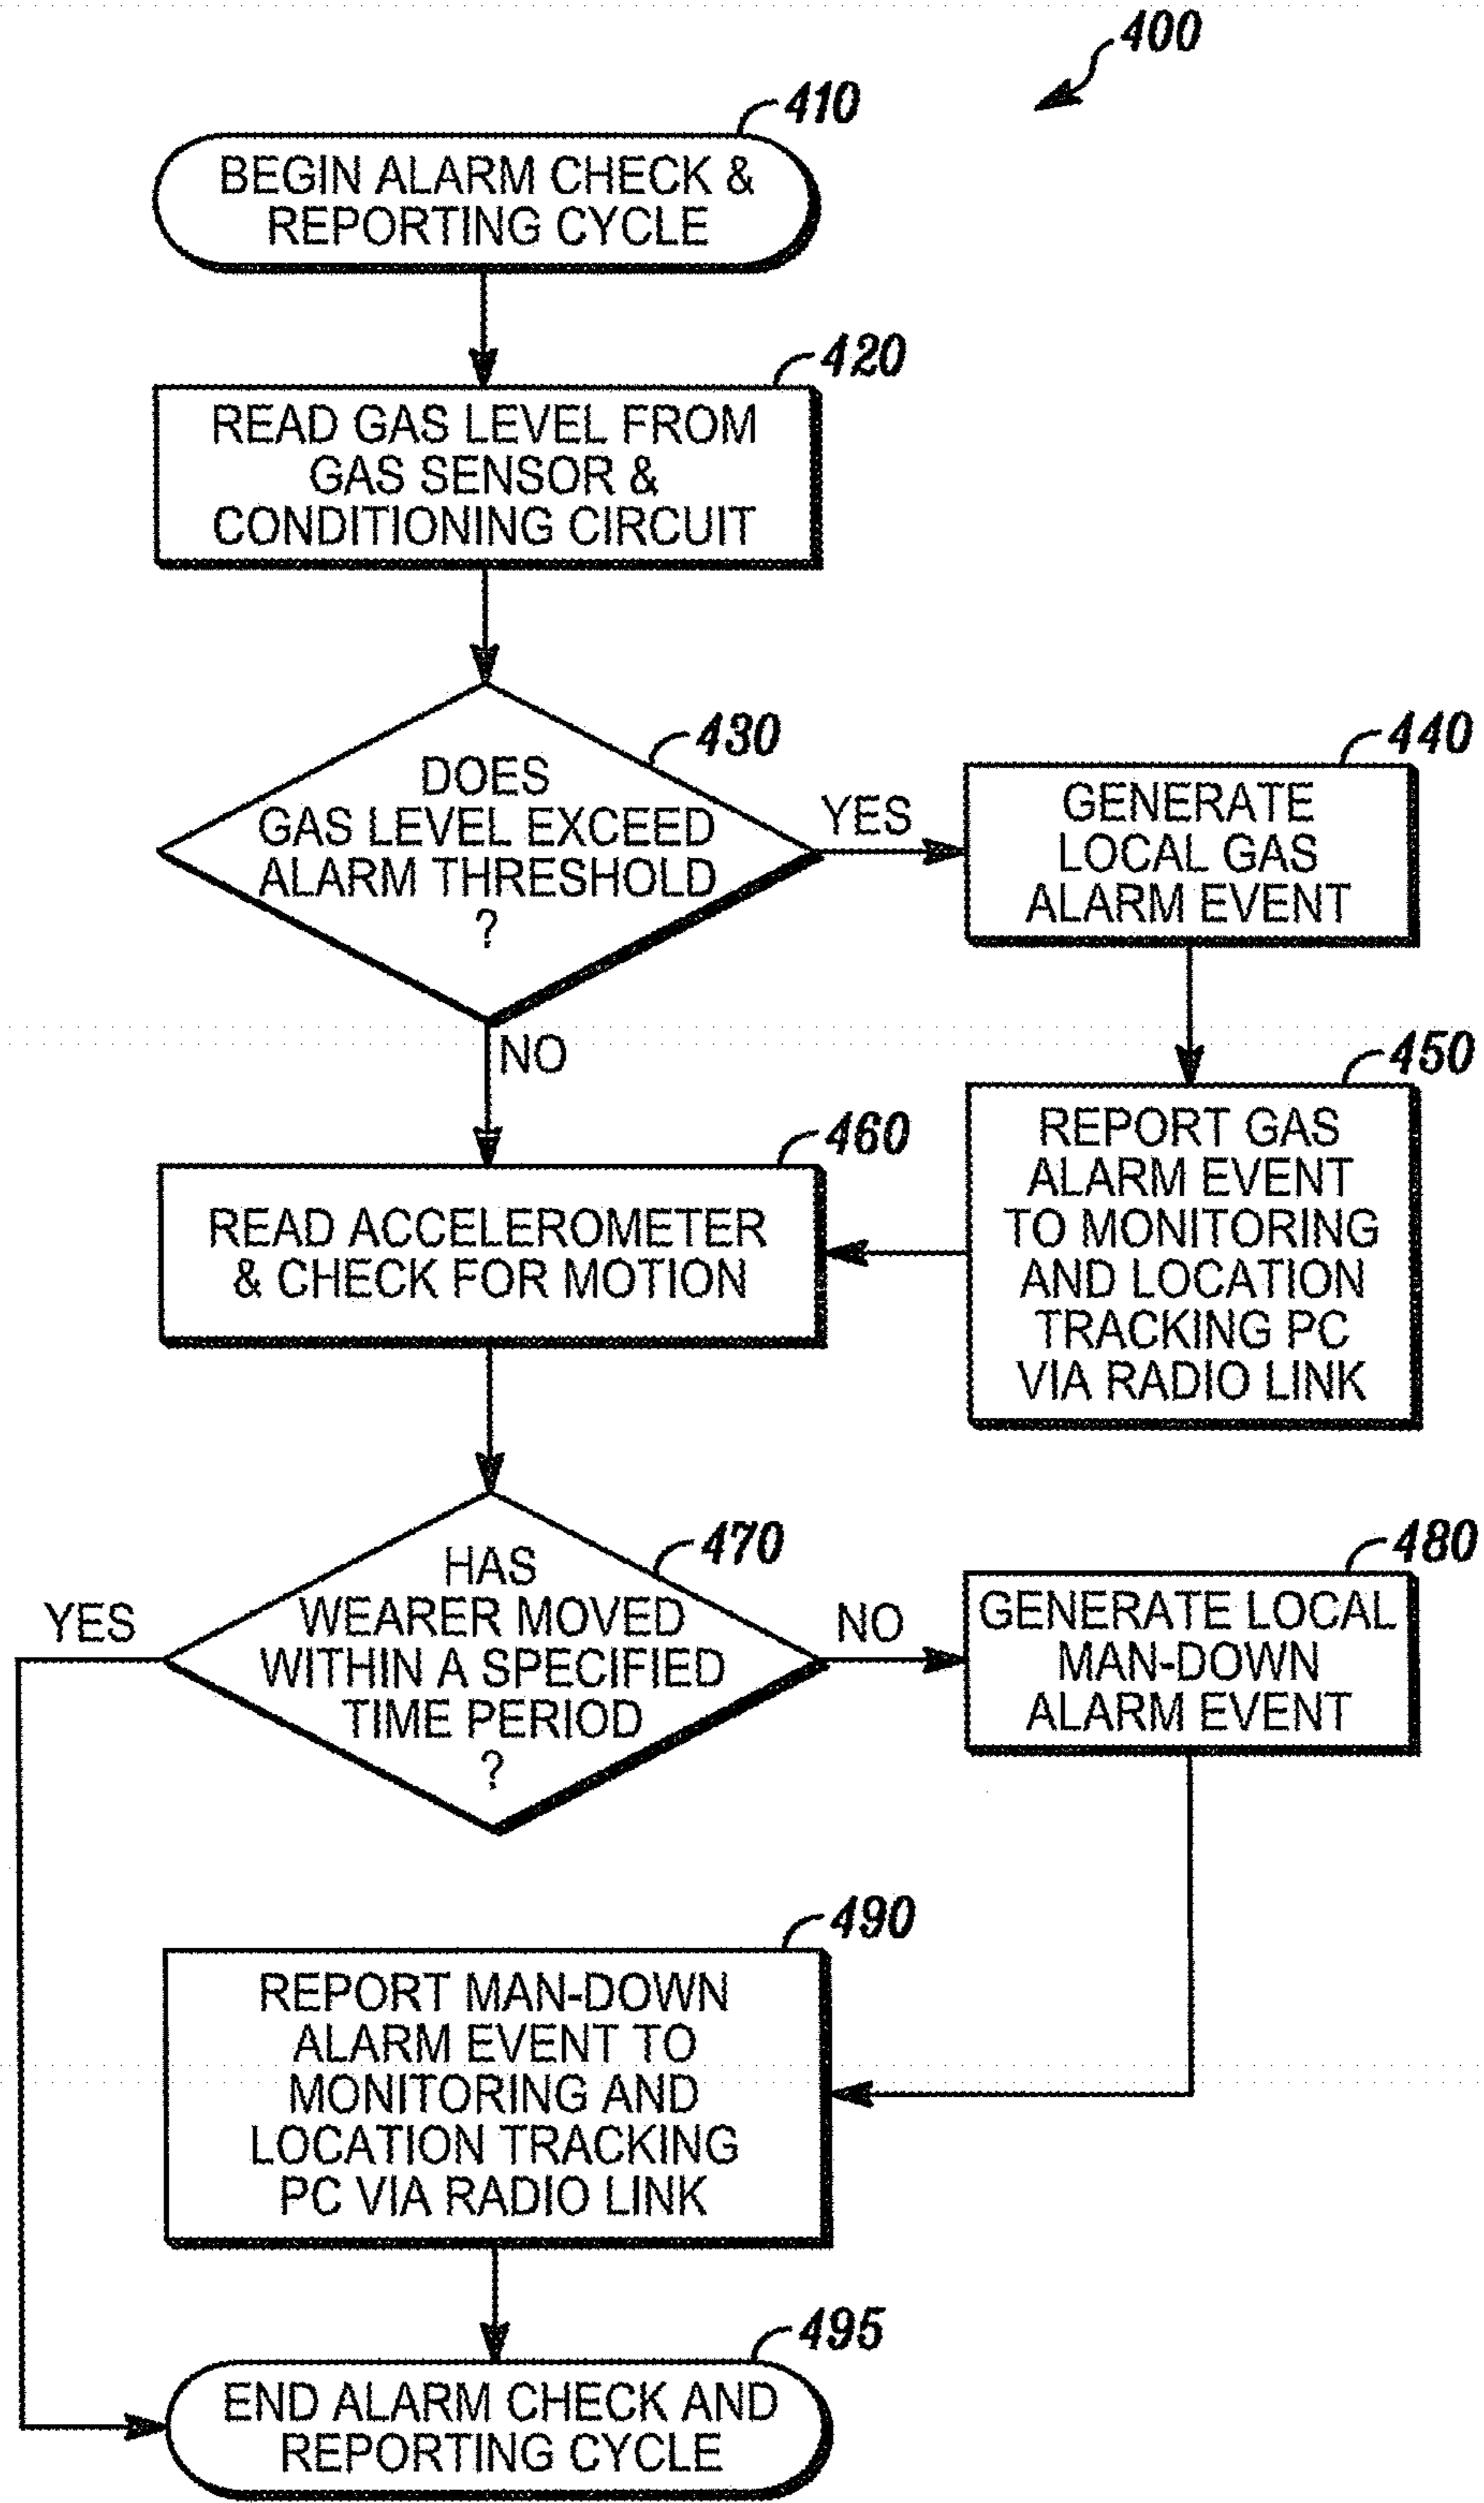 400
410
BEGIN ALARM CHECK &
REPORTING CYCLE
420
READ GAS LEVEL FROM
GAS SENSOR &
CONDITIONING CIRCUIT
430
DOES
GAS LEVEL EXCEED
ALARM THRESHOLD
?
YES
440
GENERATE
LOCAL GAS
ALARM EVENT
NO
450
REPORT GAS
ALARM EVENT
TO MONITORING
AND LOCATION
TRACKING PC
VIA RADIO LINK
460
READ ACCELEROMETER
& CHECK FOR MOTION
470
HAS
WEARER MOVED
WITHIN A SPECIFIED
TIME PERIOD
?
YES
NO
480
GENERATE LOCAL
MAN-DOWN
ALARM EVENT
490
REPORT MAN-DOWN
ALARM EVENT TO
MONITORING AND
LOCATION TRACKING
PC VIA RADIO LINK
495
END ALARM CHECK AND
REPORTING CYCLE